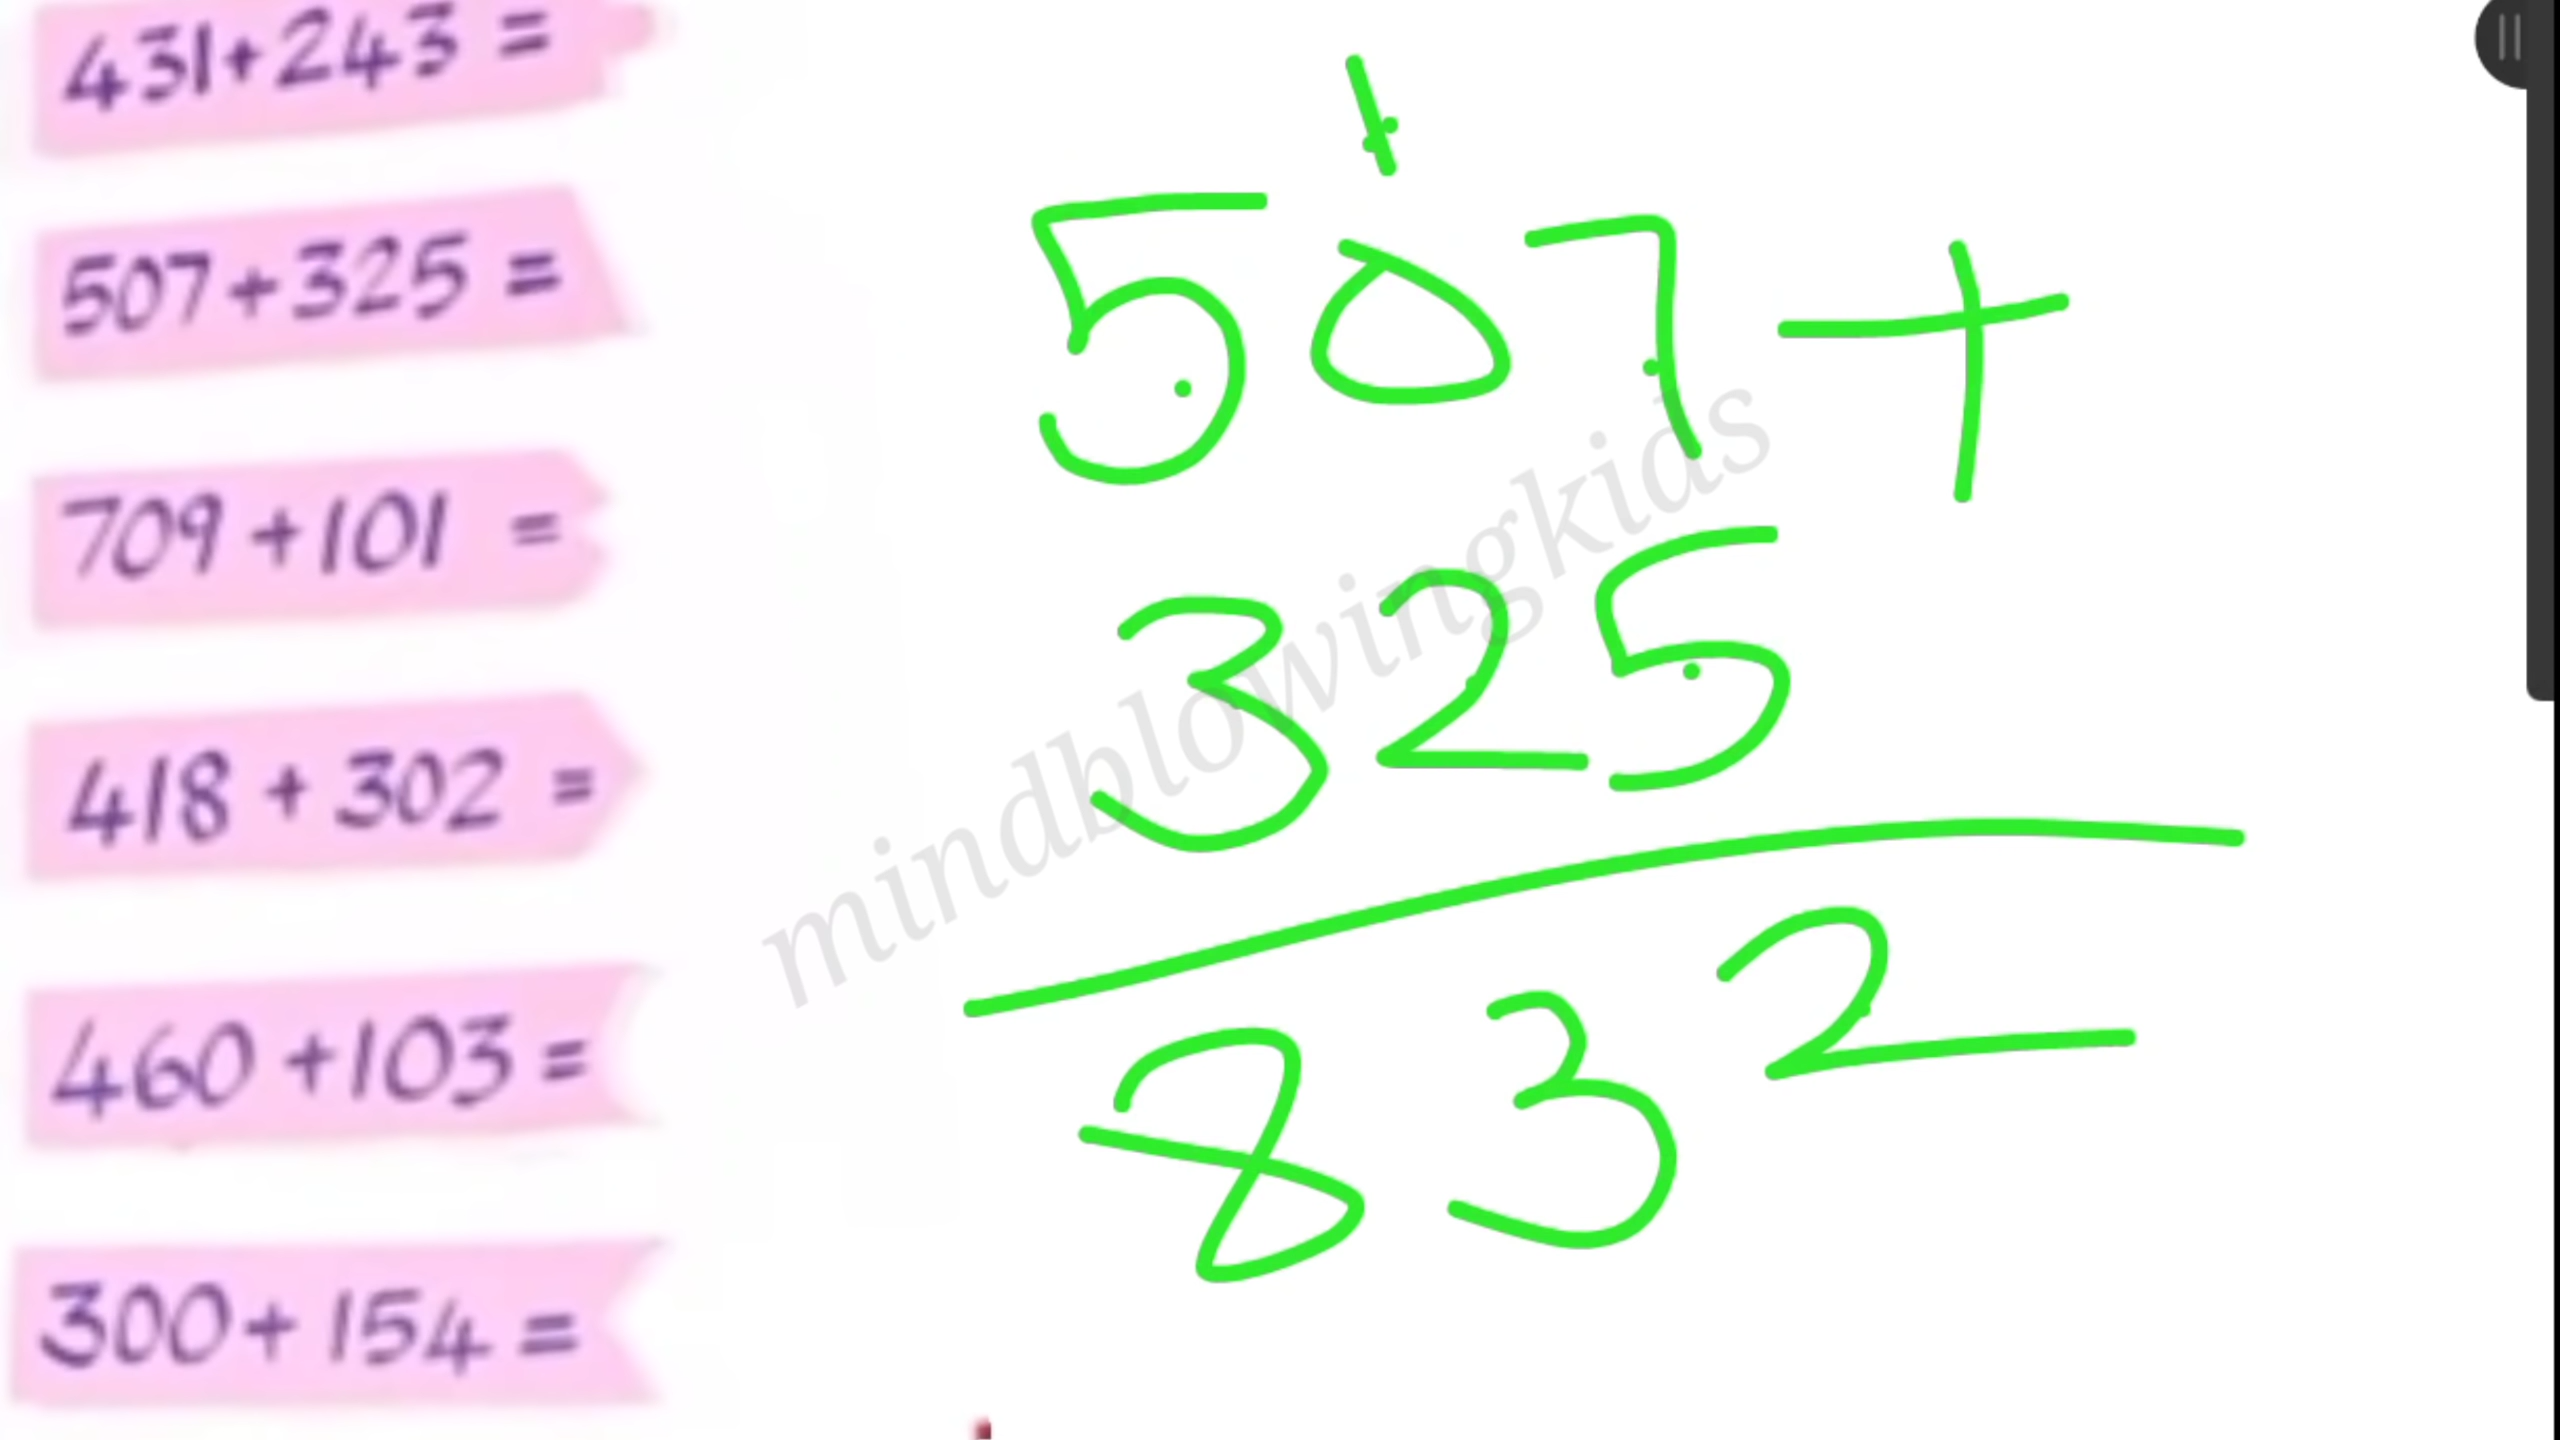 431+243 =
507+325 =
709+101 =
418 + 302 =
460 +103 =
300+ 154 =
1
507+
325
832
mindblowingkids